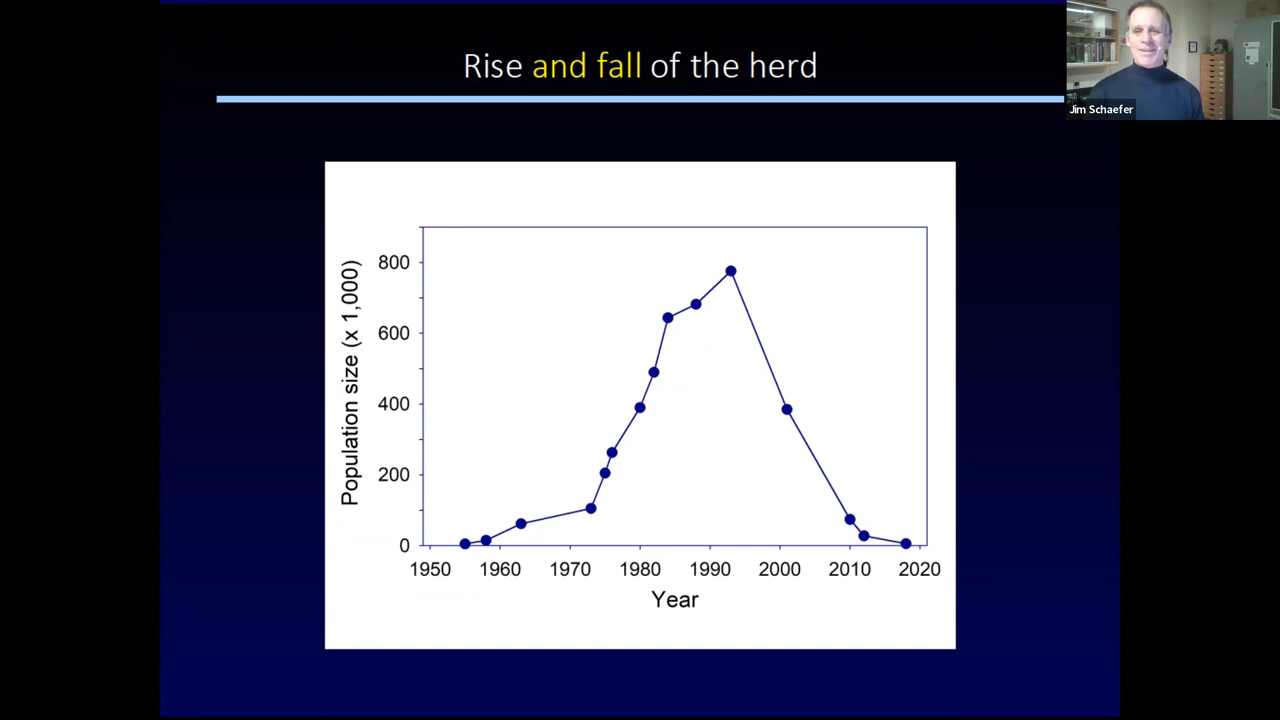 Rise and fall of the herd
Jim Schaefer
Population size (x 1,000)
800
600
400
200
0
1950 1960 1970 1980 1990 2000 2010 2020
Year